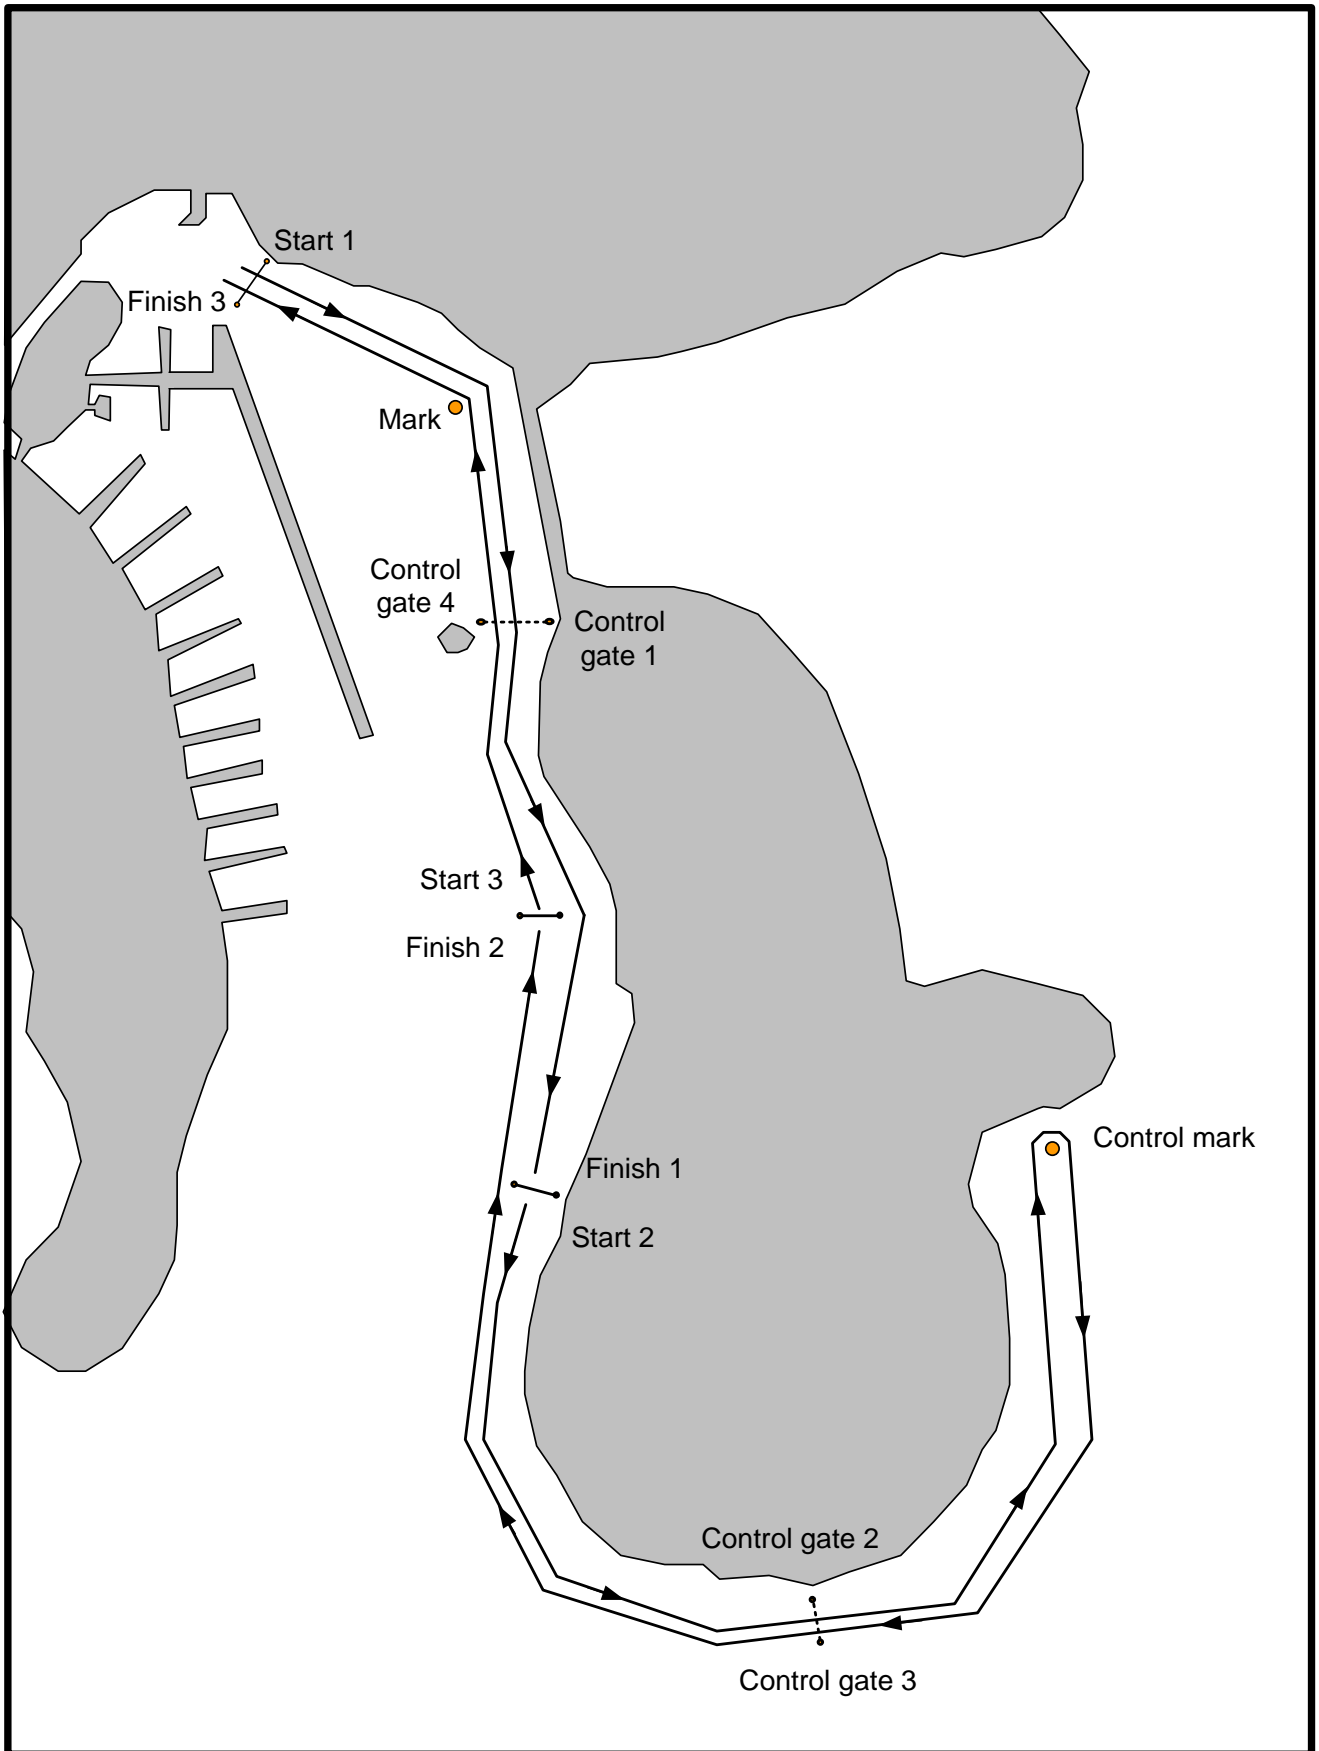 Start 1
Finish 3
Mark
Control
gate 4
Control
gate 1
Start 3
Finish 2
Control mark
Finish 1
Start 2
Control gate 2
Control gate 3